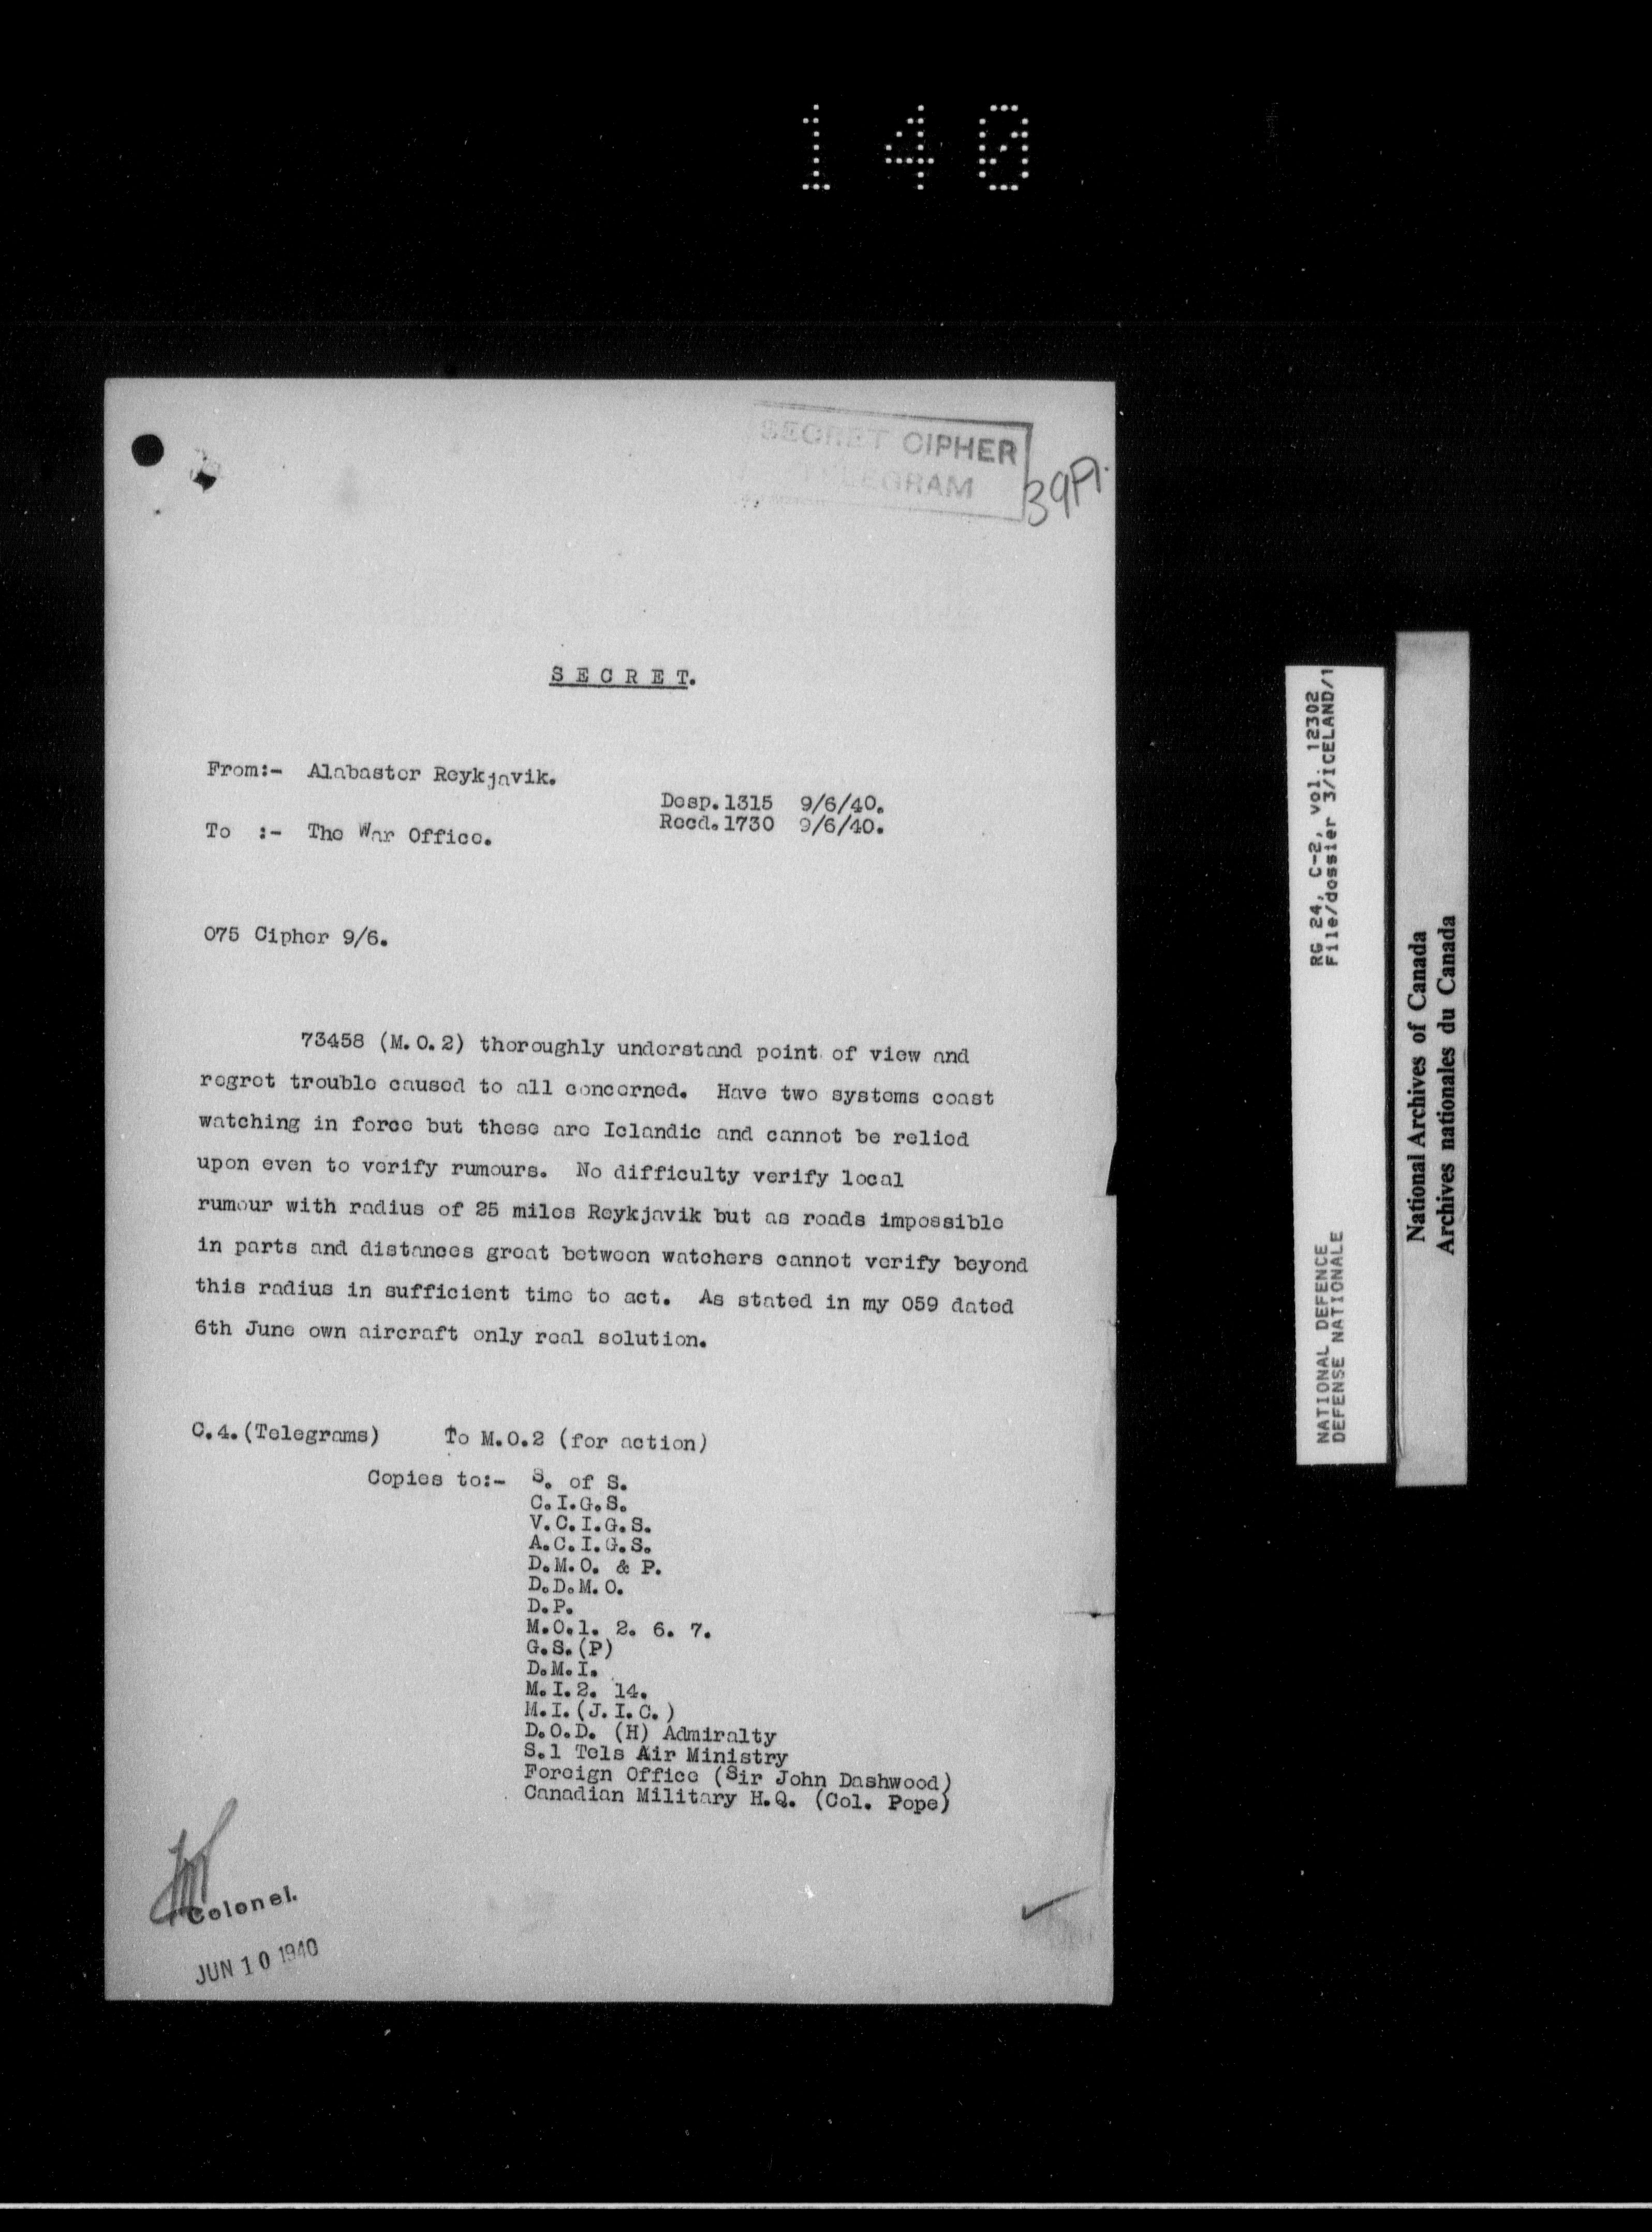 140
SECRET CIPHER
TELEGRAM
39A.
S E C R E T.
From:- Alabaster Reykjavik.
Desp.1315 9/6/40.
Recd.1730 9/6/40.
To :- The War Office.
075 Cipher 9/6.
73458 (M.O.2) thoroughly understand point of view and
regret trouble caused to all concerned. Have two systems coast
watching in force but these are Iclandic and cannot be relied
upon even to verify rumours. No difficulty verify local
rumour with radius of 25 miles Reykjavik but as roads impossible
in parts and distances great between watchers cannot verify beyond
this radius in sufficient time to act. As stated in my 059 dated
6th June own aircraft only real solution.
C.4.(Telegrams) To M.O.2 (for action)
Copies to:- S. of S.
C.I.G.S.
V.C.I.G.S.
A.C.I.G.S.
D.M.O. & P.
D.D.M.O.
D.P.
M.O.1. 2. 6. 7.
G.S.(P)
D.M.I.
M.I.2. 14.
M.I.(J.I.C.)
D.O.D. (H) Admiralty
S.1 Tels Air Ministry
Foreign Office (Sir John Dashwood)
Canadian Military H.Q. (Col. Pope)
Colonel.
JUN 10 1940
NATIONAL DEFENCE RG 24, C-2, vol. 12302
DEFENSE NATIONALE File/dossier 3/ICELAND/1
National Archives of Canada
Archives nationales du Canada